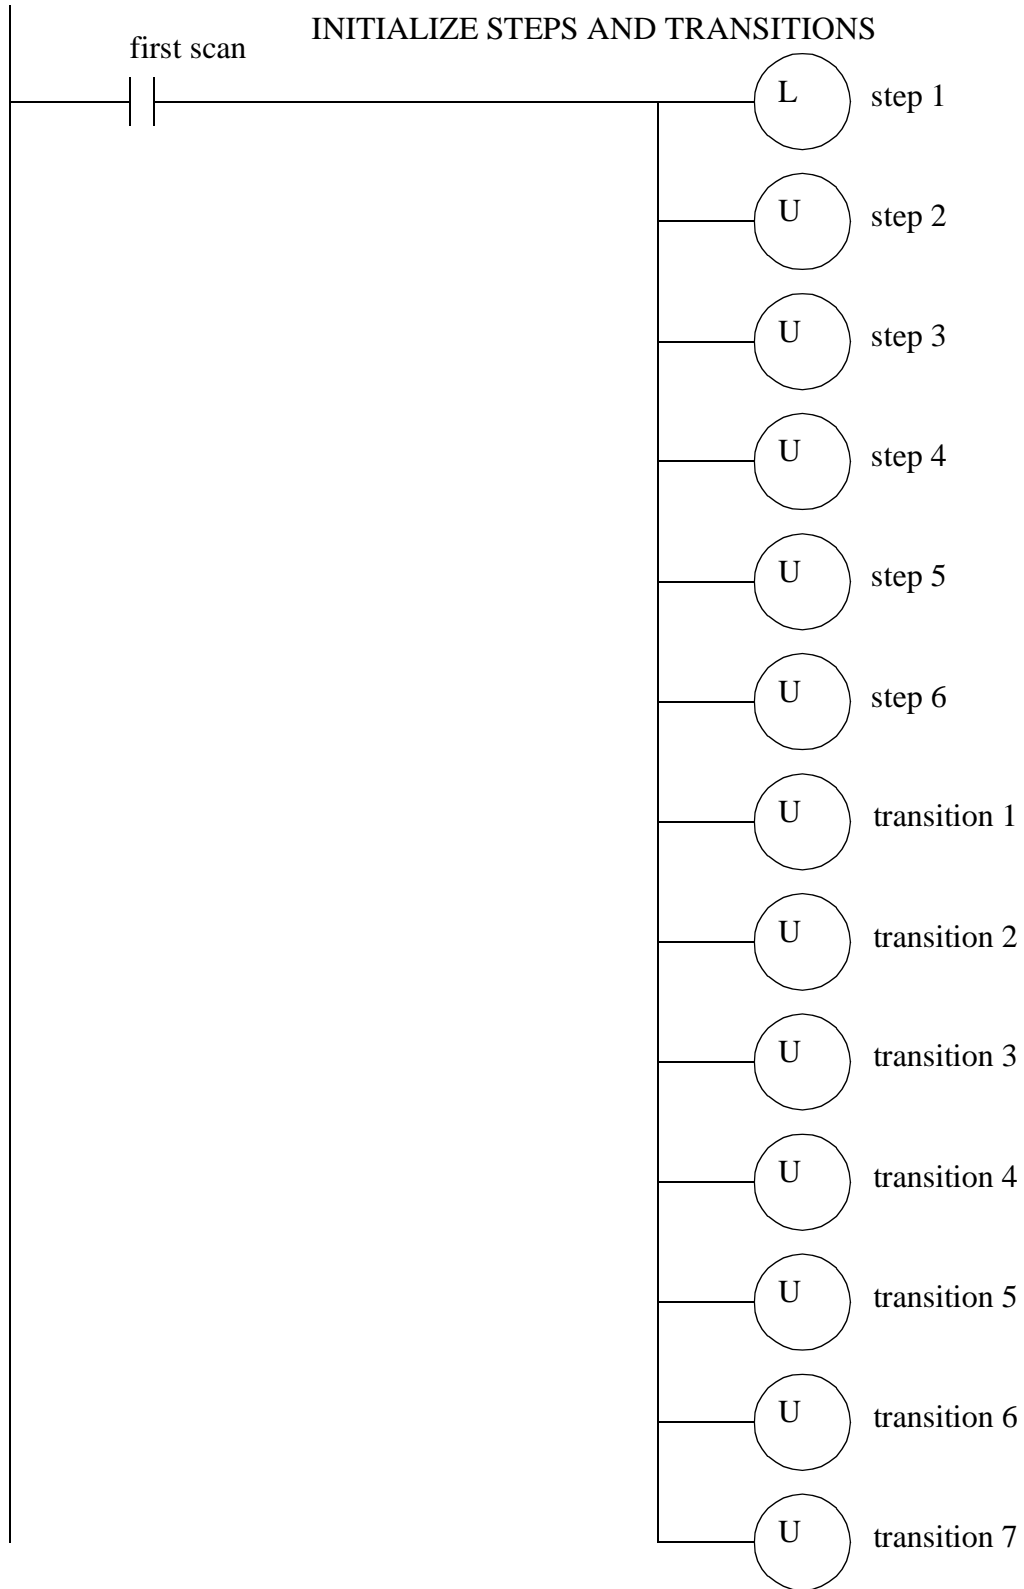 INITIALIZE STEPS AND TRANSITIONS
first scan
L step 1
U step 2
U step 3
U step 4
U step 5
U step 6
U transition 1
U transition 2
U transition 3
U transition 4
U transition 5
U transition 6
U transition 7